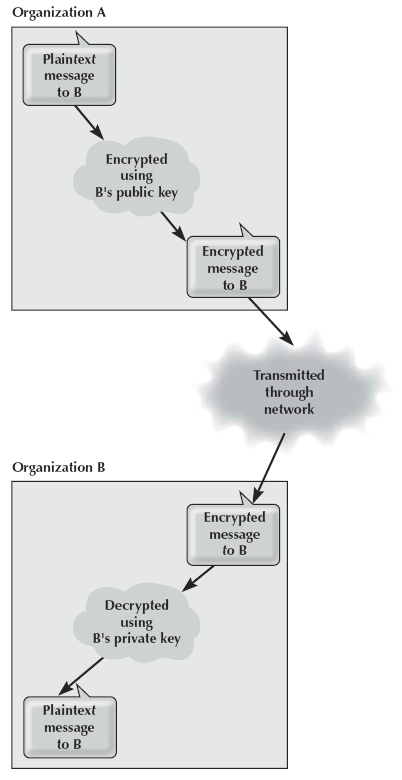 Organization A
Plaintext
message
to B
Encrypted
using
B's public key
Encrypted
message
to B
Transmitted
through
network
Organization B
Encrypted
message
to B
Decrypted
using
B's private key
Plaintext
message
to B